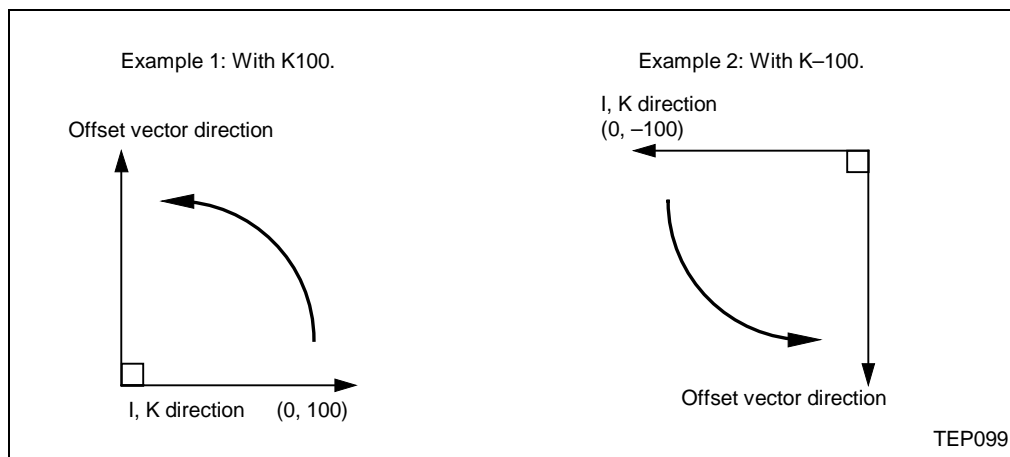 Example 1: With K100.
Offset vector direction
I, K direction (0, 100)
Example 2: With K–100.
I, K direction
(0, –100)
Offset vector direction
TEP099